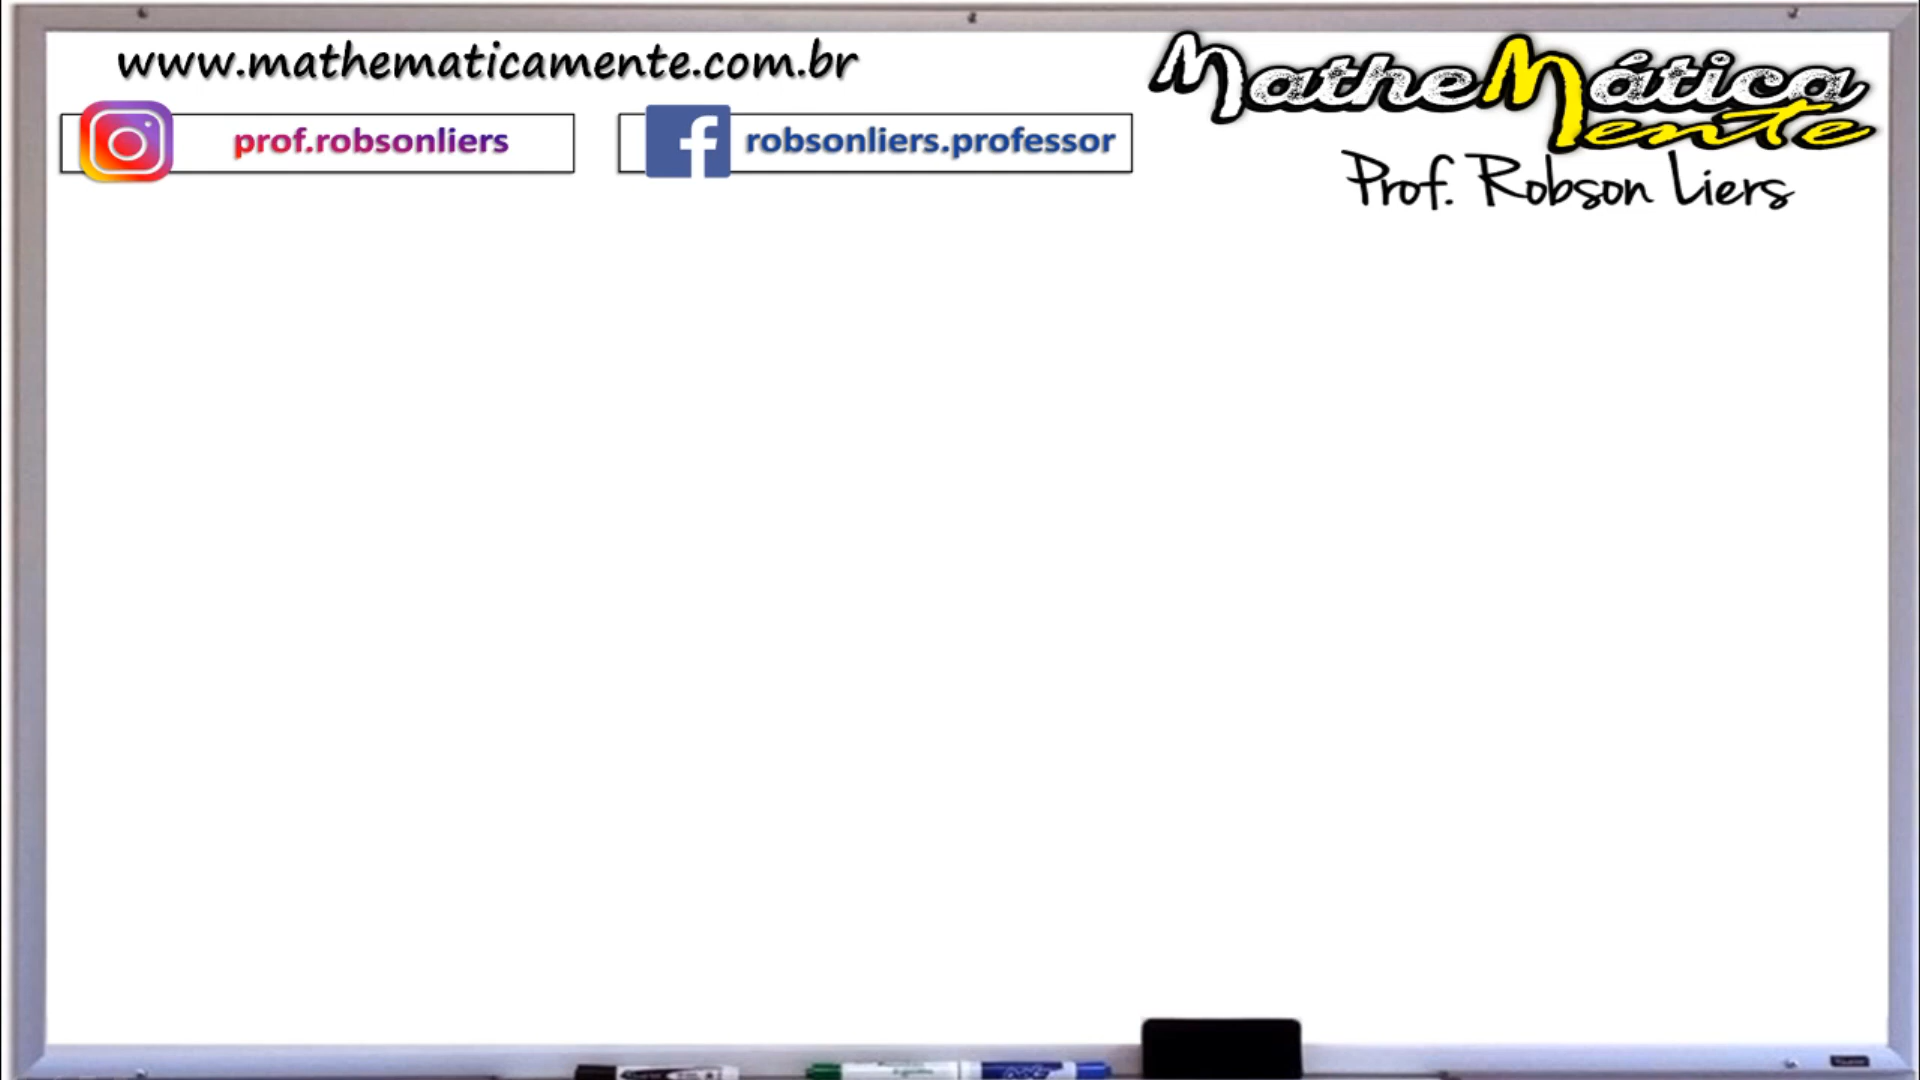 www.mathematicamente.com.br
MatheMática
mente
prof.robsonliers
robsonliers.professor
Prof. Robson Liers